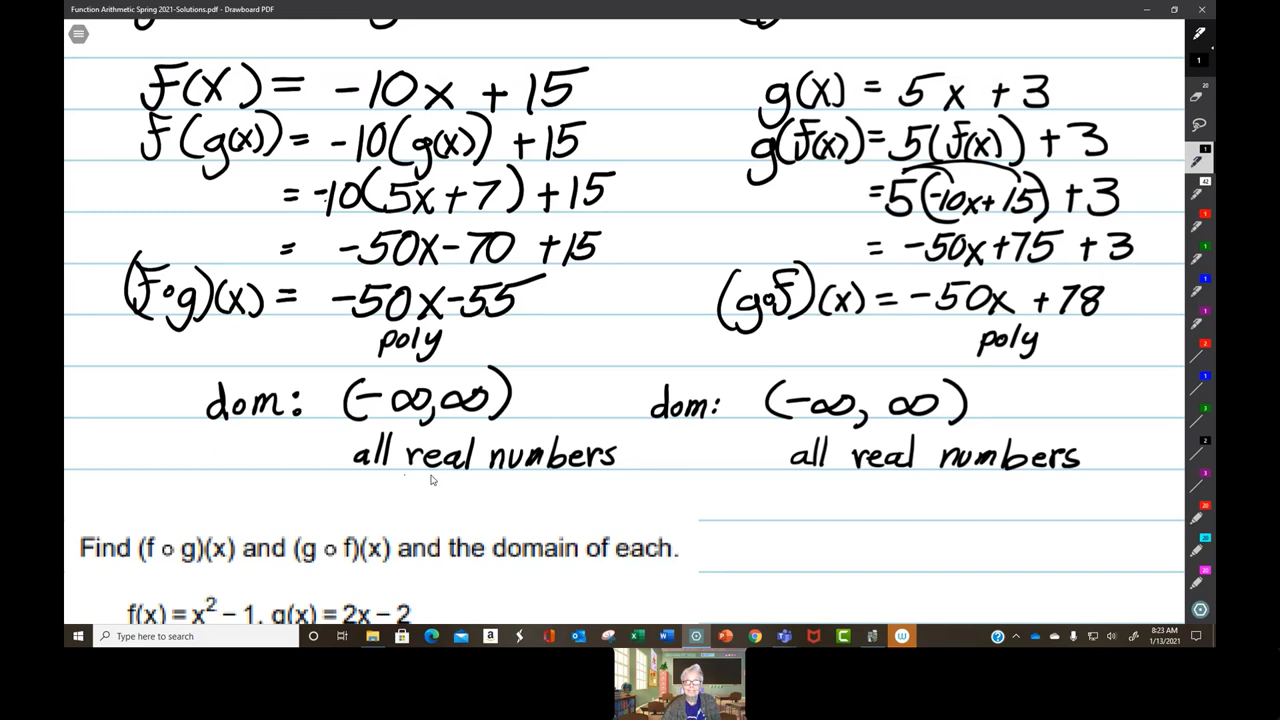 Function Arithmetic Spring 2021-Solutions.pdf - Drawboard PDF
f(x) = -10x + 15
f(g(x)) = -10(g(x)) + 15
= -10(5x+7) + 15
= -50x-70 +15
(f∘g)(x) = -50x-55
poly
dom: (-∞,∞)
all real numbers
g(x) = 5x + 3
g(f(x)) = 5(f(x)) + 3
= 5(-10x+15) + 3
= -50x+75 + 3
(g∘f)(x) = -50x +78
poly
dom: (-∞, ∞)
all real numbers
Find (f ∘ g)(x) and (g ∘ f)(x) and the domain of each.
f(x) = x² − 1, g(x) = 2x − 2
Type here to search
8:23 AM
1/13/2021